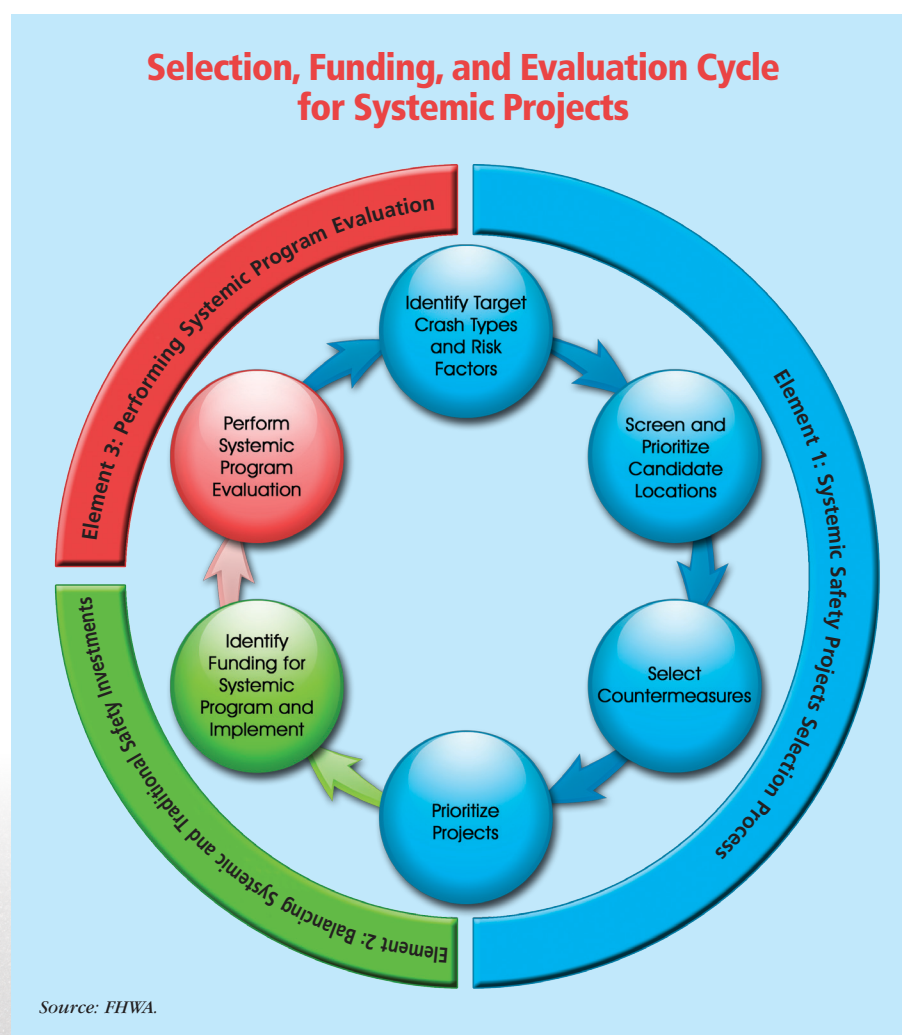 Selection, Funding, and Evaluation Cycle
for Systemic Projects
Element 1: Systemic Safety Projects Selection Process
Element 2: Balancing Systemic and Traditional Safety Investments
Element 3: Performing Systemic Program Evaluation
Identify Target
Crash Types
and Risk
Factors
Screen and
Prioritize
Candidate
Locations
Select
Countermeasures
Prioritize
Projects
Identify
Funding for
Systemic
Program and
Implement
Perform
Systemic
Program
Evaluation
Source: FHWA.